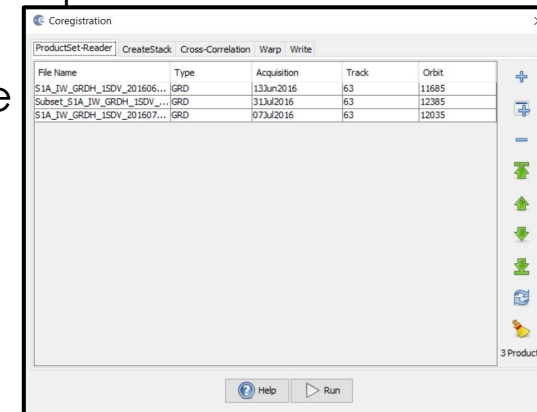 Coregistration
ProductSet-Reader CreateStack Cross-Correlation Warp Write
File Name Type Acquisition Track Orbit
S1A_IW_GRDH_1SDV_201606... GRD 13Jun2016 63 11685
Subset_S1A_IW_GRDH_1SDV_... GRD 31Jul2016 63 12385
S1A_IW_GRDH_1SDV_201607... GRD 07Jul2016 63 12035
e
3 Product
Help Run